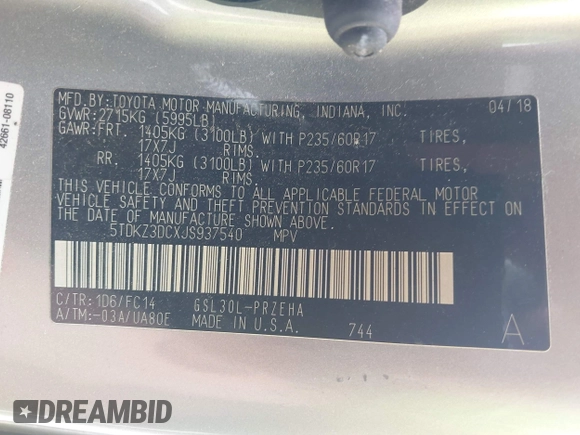 42661-08110
MFD.BY:TOYOTA MOTOR MANUFACTURING, INDIANA, INC. 04/18
GVWR:2715KG (5995LB)
GAWR:FRT. 1405KG (3100LB) WITH P235/60R17 TIRES,
17X7J RIMS.
RR. 1405KG (3100LB) WITH P235/60R17 TIRES,
17X7J RIMS.
THIS VEHICLE CONFORMS TO ALL APPLICABLE FEDERAL MOTOR
VEHICLE SAFETY AND THEFT PREVENTION STANDARDS IN EFFECT ON
THE DATE OF MANUFACTURE SHOWN ABOVE.
5TDKZ3DCXJS937540 MPV
C/TR: 1D6/FC14 GSL30L-PRZEHA
A/TM:-03A/UA80E MADE IN U.S.A. 744 A
DREAMBID